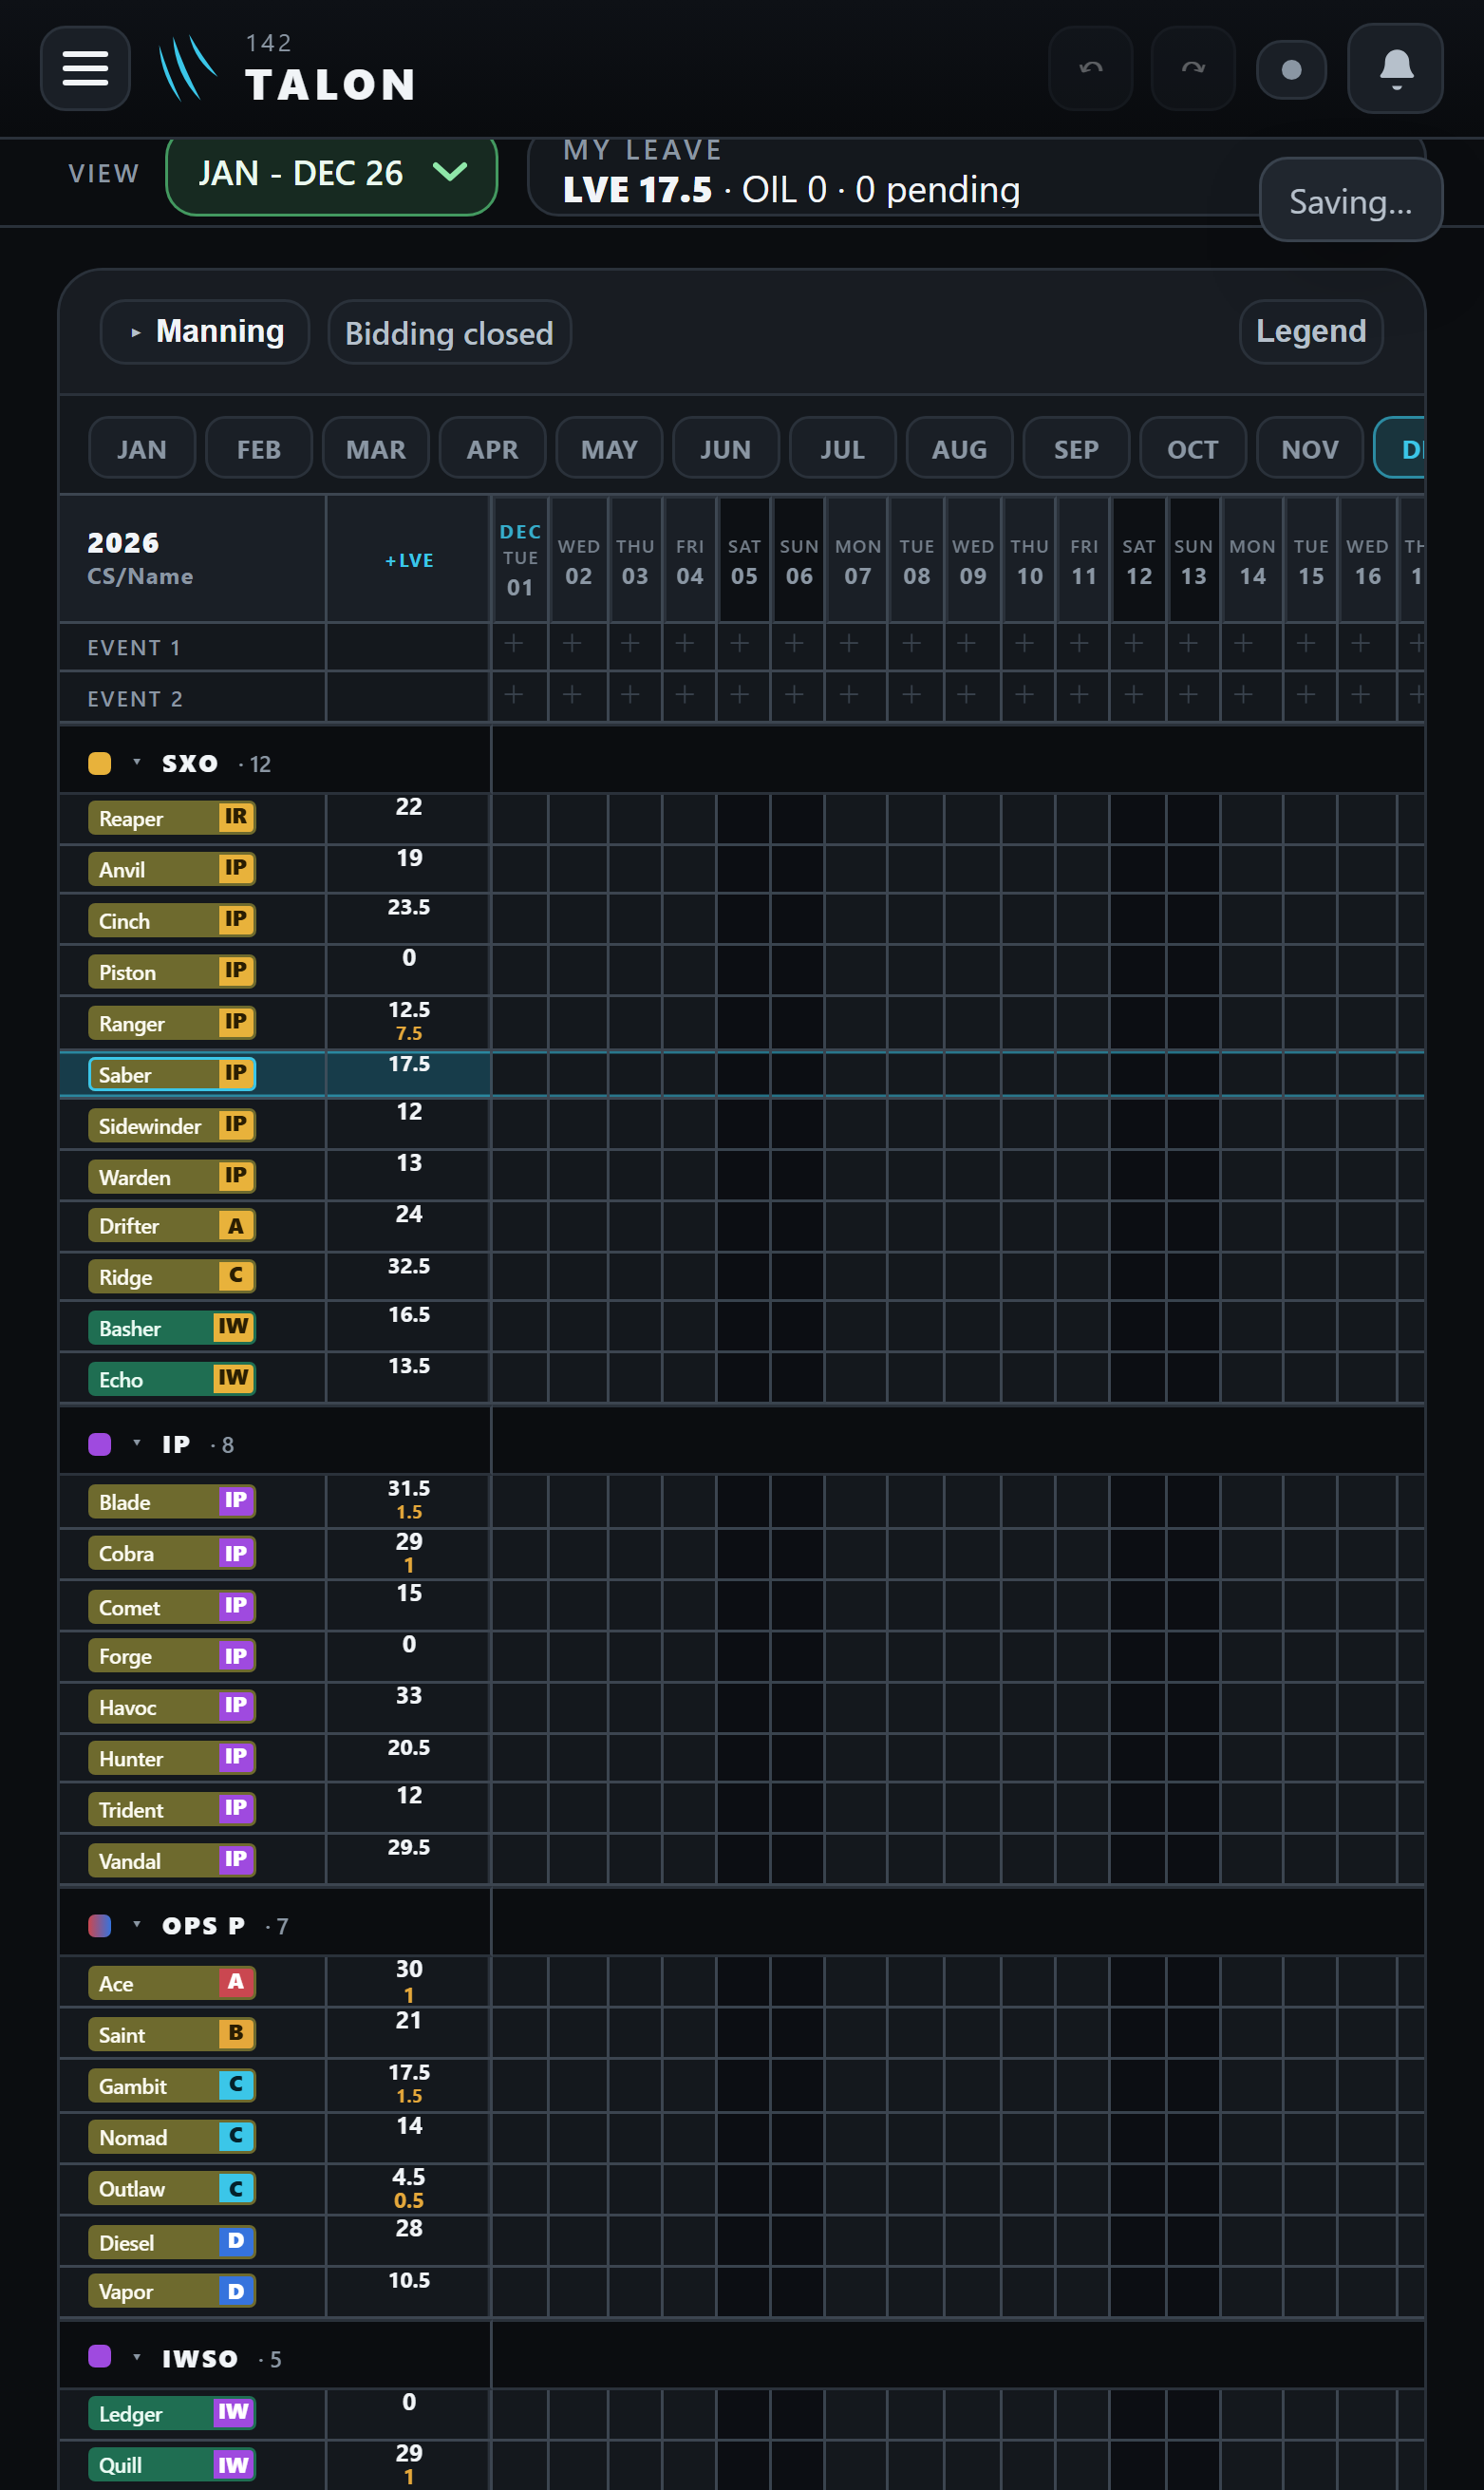 142
TALON
VIEW
JAN - DEC 26
MY LEAVE
LVE 17.5 · OIL 0 · 0 pending
Saving...
Manning
Bidding closed
Legend
JAN FEB MAR APR MAY JUN JUL AUG SEP OCT NOV
2026
CS/Name
+LVE
DEC
TUE WED THU FRI SAT SUN MON TUE WED THU FRI SAT SUN MON TUE WED
01 02 03 04 05 06 07 08 09 10 11 12 13 14 15 16
EVENT 1 + + + + + + + + + + + + + + + + +
EVENT 2 + + + + + + + + + + + + + + + + +
SXO · 12
Reaper IR 22
Anvil IP 19
Cinch IP 23.5
Piston IP 0
Ranger IP 12.5
7.5
Saber IP 17.5
Sidewinder IP 12
Warden IP 13
Drifter A 24
Ridge C 32.5
Basher IW 16.5
Echo IW 13.5
IP · 8
Blade IP 31.5
1.5
Cobra IP 29
1
Comet IP 15
Forge IP 0
Havoc IP 33
Hunter IP 20.5
Trident IP 12
Vandal IP 29.5
OPS P · 7
Ace A 30
1
Saint B 21
Gambit C 17.5
1.5
Nomad C 14
Outlaw C 4.5
0.5
Diesel D 28
Vapor D 10.5
IWSO · 5
Ledger IW 0
Quill IW 29
1